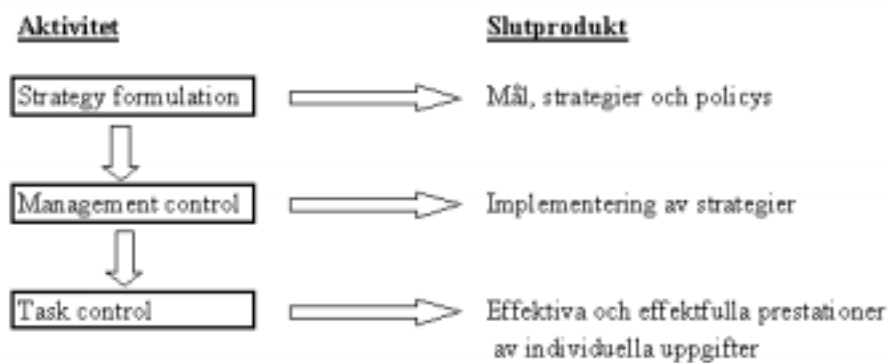 Aktivitet Slutprodukt
Strategy formulation Mål, strategier och policys
Management control Implementering av strategier
Task control Effektiva och effektfulla prestationer
av individuella uppgifter